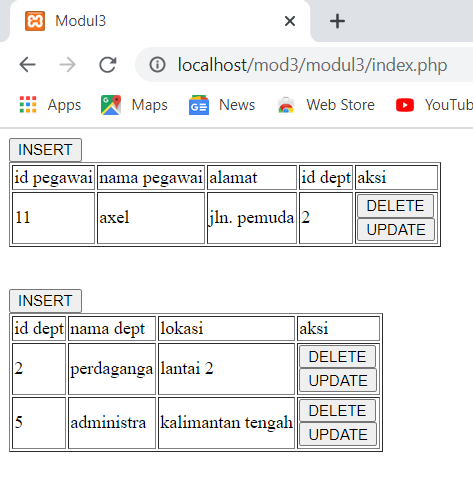 Modul3
localhost/mod3/modul3/index.php
Apps Maps News Web Store YouTub
INSERT
id pegawai nama pegawai alamat id dept aksi
11 axel jln. pemuda 2 DELETE
UPDATE
INSERT
id dept nama dept lokasi aksi
2 perdaganga lantai 2 DELETE
UPDATE
5 administra kalimantan tengah DELETE
UPDATE